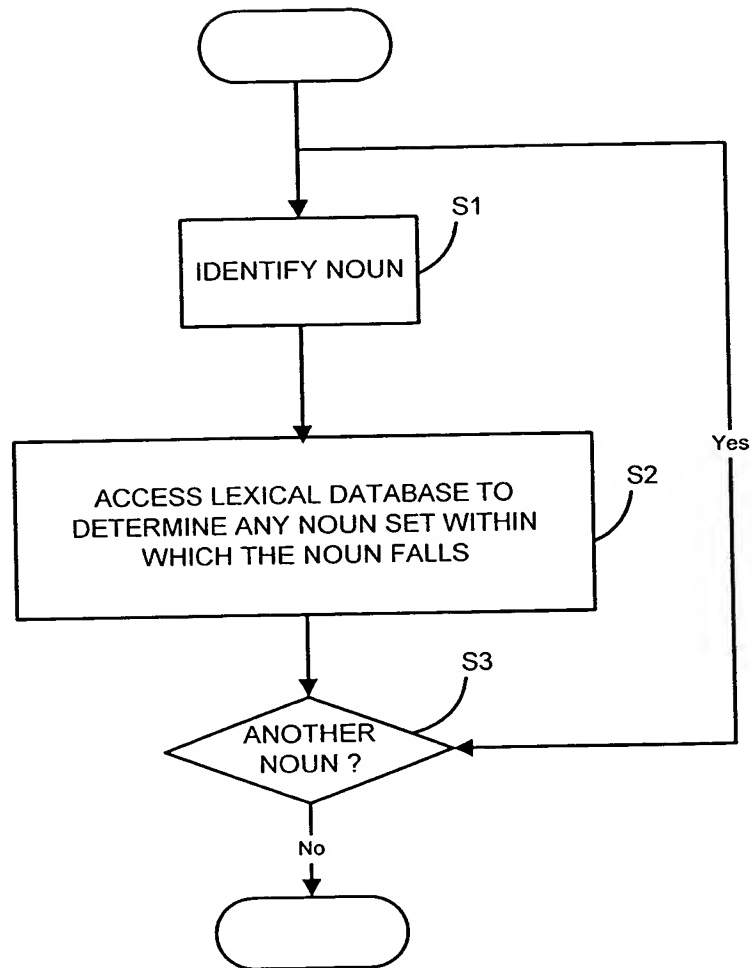 S1
IDENTIFY NOUN
Yes
S2
ACCESS LEXICAL DATABASE TO
DETERMINE ANY NOUN SET WITHIN
WHICH THE NOUN FALLS
S3
ANOTHER
NOUN ?
No